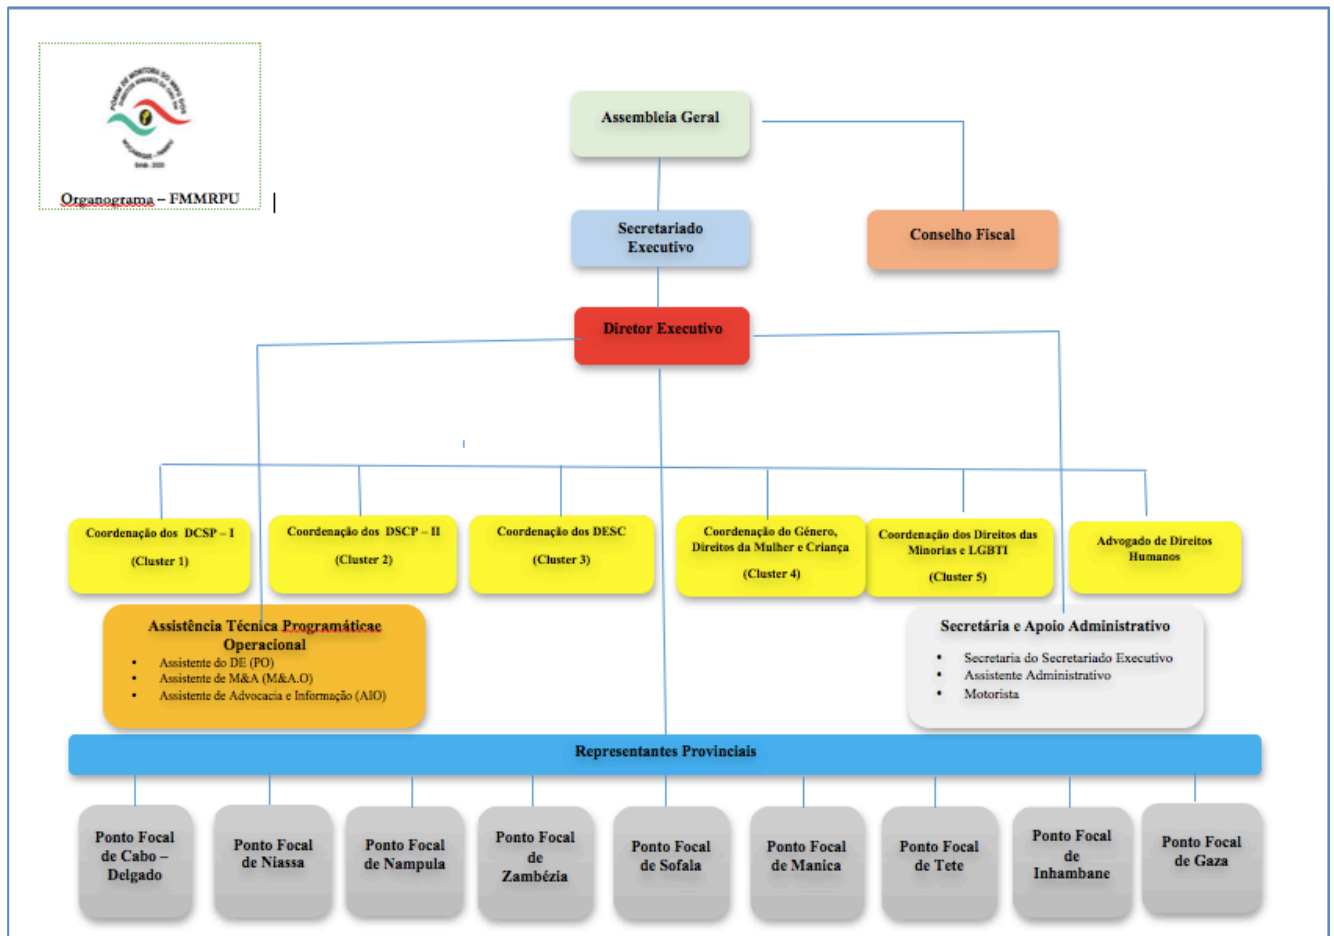 Organograma – FMMRPU
Assembleia Geral
Secretariado
Executivo
Conselho Fiscal
Diretor Executivo
Coordenação dos DCSP – I
(Cluster 1)
Coordenação dos DSCP – II
(Cluster 2)
Coordenação dos DESC
(Cluster 3)
Coordenação do Género,
Direitos da Mulher e Criança
(Cluster 4)
Coordenação dos Direitos das
Minorias e LGBTI
(Cluster 5)
Advogado de Direitos
Humanos
Assistência Técnica Programáticae
Operacional
• Assistente do DE (PO)
• Assistente de M&A (M&A.O)
• Assistente de Advocacia e Informação (AIO)
Secretária e Apoio Administrativo
• Secretaria do Secretariado Executivo
• Assistente Administrativo
• Motorista
Representantes Provinciais
Ponto Focal
de Cabo –
Delgado
Ponto Focal
de Niassa
Ponto Focal
de Nampula
Ponto Focal
de
Zambézia
Ponto Focal
de Sofala
Ponto Focal
de Manica
Ponto Focal
de Tete
Ponto Focal
de
Inhambane
Ponto Focal
de Gaza